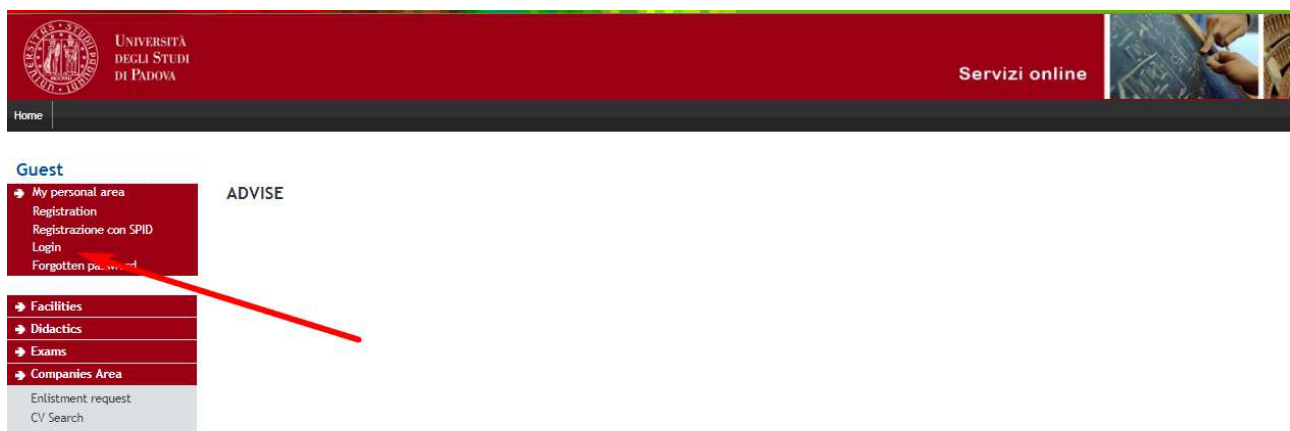 UNIVERSITÀ
DEGLI STUDI
DI PADOVA
Servizi online
Home
Guest
My personal area
ADVISE
Registration
Registrazione con SPID
Login
Forgotten password
Facilities
Didactics
Exams
Companies Area
Enlistment request
CV Search